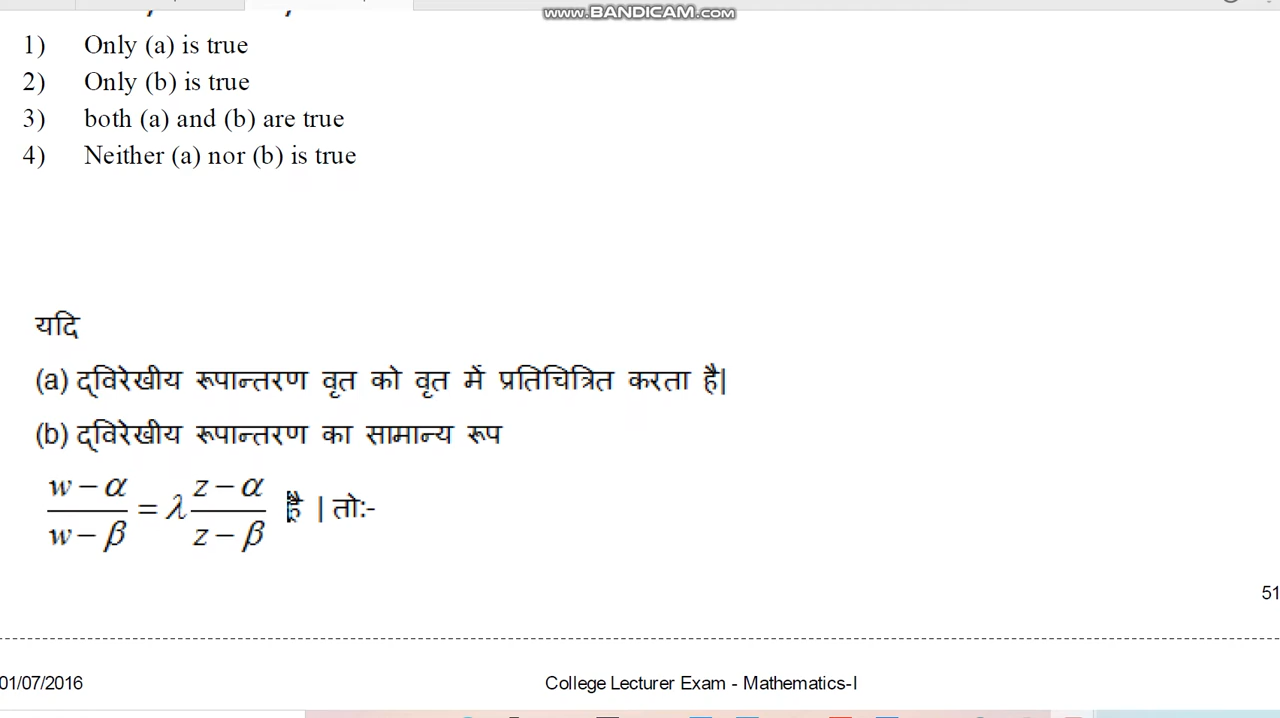 www.BANDICAM.com
1) Only (a) is true
2) Only (b) is true
3) both (a) and (b) are true
4) Neither (a) nor (b) is true
यदि
(a) द्विरेखीय रूपान्तरण वृत को वृत में प्रतिचित्रित करता है|
(b) द्विरेखीय रूपान्तरण का सामान्य रूप
w − α / w − β = λ z − α / z − β है | तो:-
51
01/07/2016 College Lecturer Exam - Mathematics-I